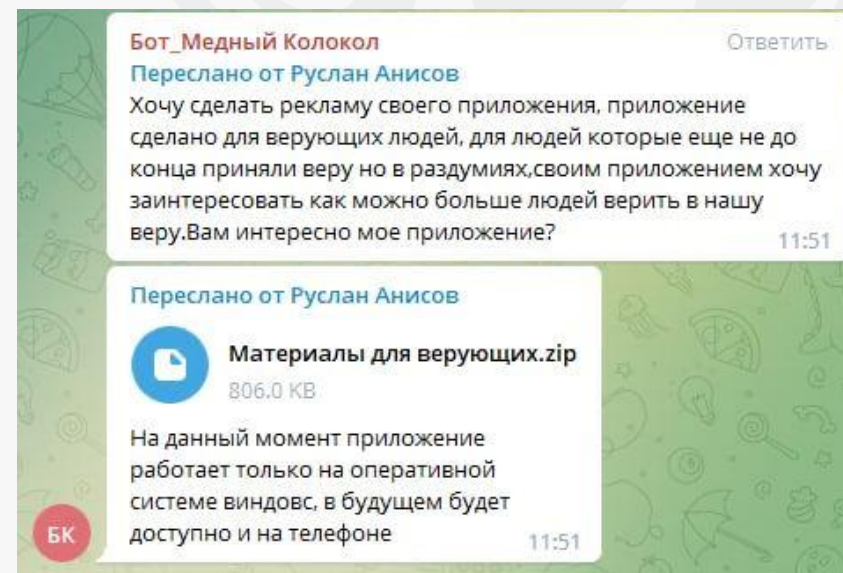 Бот_Медный Колокол Ответить
Переслано от Руслан Анисов
Хочу сделать рекламу своего приложения, приложение
сделано для верующих людей, для людей которые еще не до
конца приняли веру но в раздумиях,своим приложением хочу
заинтересовать как можно больше людей верить в нашу
веру.Вам интересно мое приложение?
11:51
Переслано от Руслан Анисов
Материалы для верующих.zip
806.0 KB
На данный момент приложение
работает только на оперативной
системе виндовс, в будущем будет
доступно и на телефоне
11:51
БК